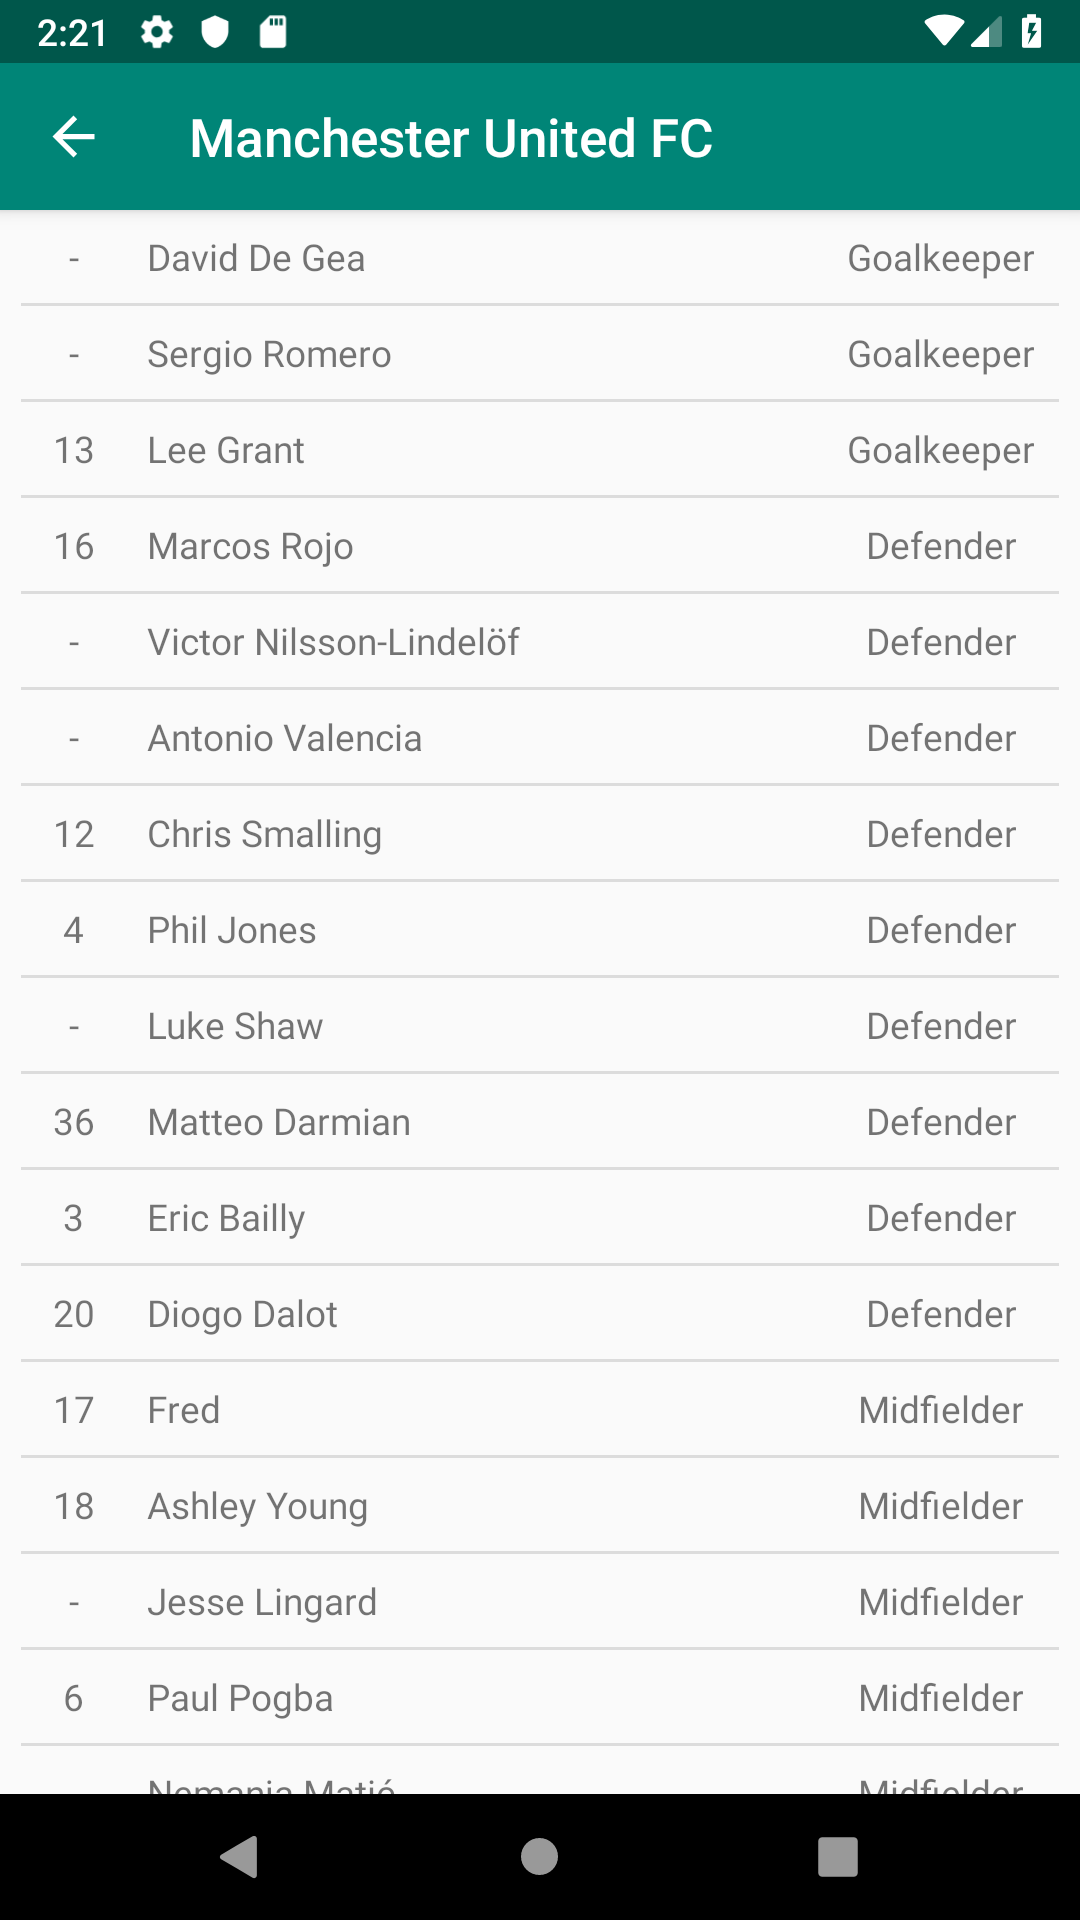 2:21
Manchester United FC
- David De Gea Goalkeeper
- Sergio Romero Goalkeeper
13 Lee Grant Goalkeeper
16 Marcos Rojo Defender
- Victor Nilsson-Lindelöf Defender
- Antonio Valencia Defender
12 Chris Smalling Defender
4 Phil Jones Defender
- Luke Shaw Defender
36 Matteo Darmian Defender
3 Eric Bailly Defender
20 Diogo Dalot Defender
17 Fred Midfielder
18 Ashley Young Midfielder
- Jesse Lingard Midfielder
6 Paul Pogba Midfielder
Nemanja Matić Midfielder